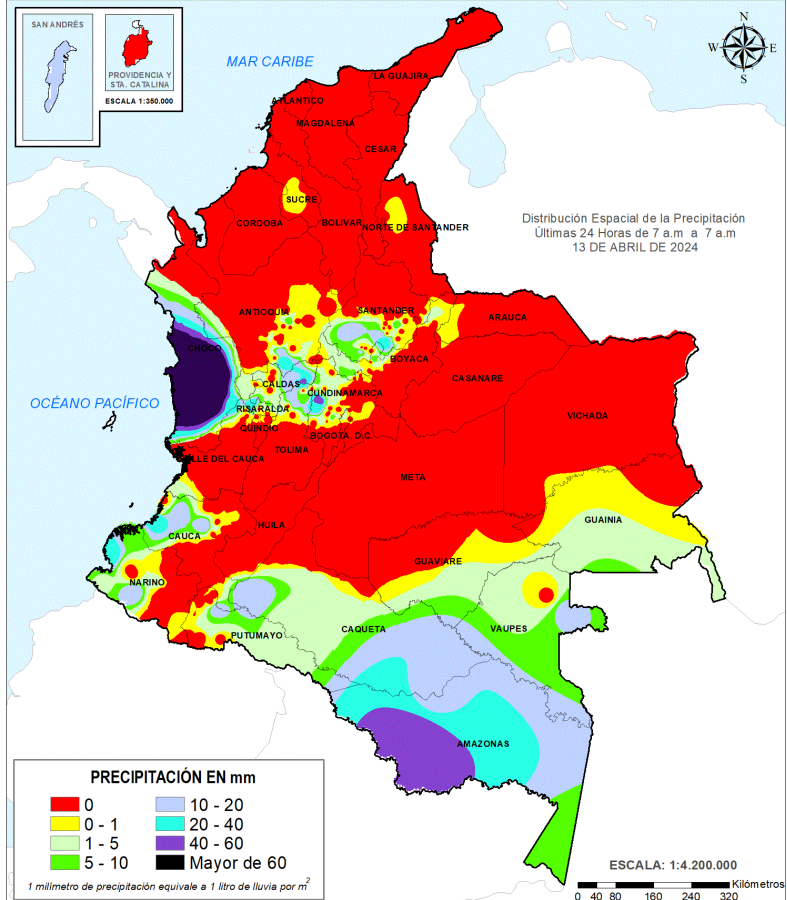 SAN ANDRÉS
PROVIDENCIA Y
STA. CATALINA
ESCALA 1:350.000
MAR CARIBE
N
W E
S
LA GUAJIRA
ATLANTICO
MAGDALENA
CESAR
SUCRE
CORDOBA
BOLIVAR
NORTE DE SANTANDER
Distribución Espacial de la Precipitación
Últimas 24 Horas de 7 a.m a 7 a.m
13 DE ABRIL DE 2024
ANTIOQUIA
SANTANDER
ARAUCA
CHOCO
BOYACA
CALDAS
CASANARE
CUNDINAMARCA
OCÉANO PACÍFICO
RISARALDA
VICHADA
QUINDIO
BOGOTA, D.C.
TOLIMA
LLE DEL CAUCA
META
GUAINIA
HUILA
CAUCA
GUAVIARE
NARIÑO
CAQUETA
VAUPES
PUTUMAYO
AMAZONAS
PRECIPITACIÓN EN mm
0
10 - 20
0 - 1
20 - 40
1 - 5
40 - 60
5 - 10
Mayor de 60
1 milímetro de precipitación equivale a 1 litro de lluvia por m2
ESCALA: 1:4.200.000
Kilómetros
0 40 80 160 240 320